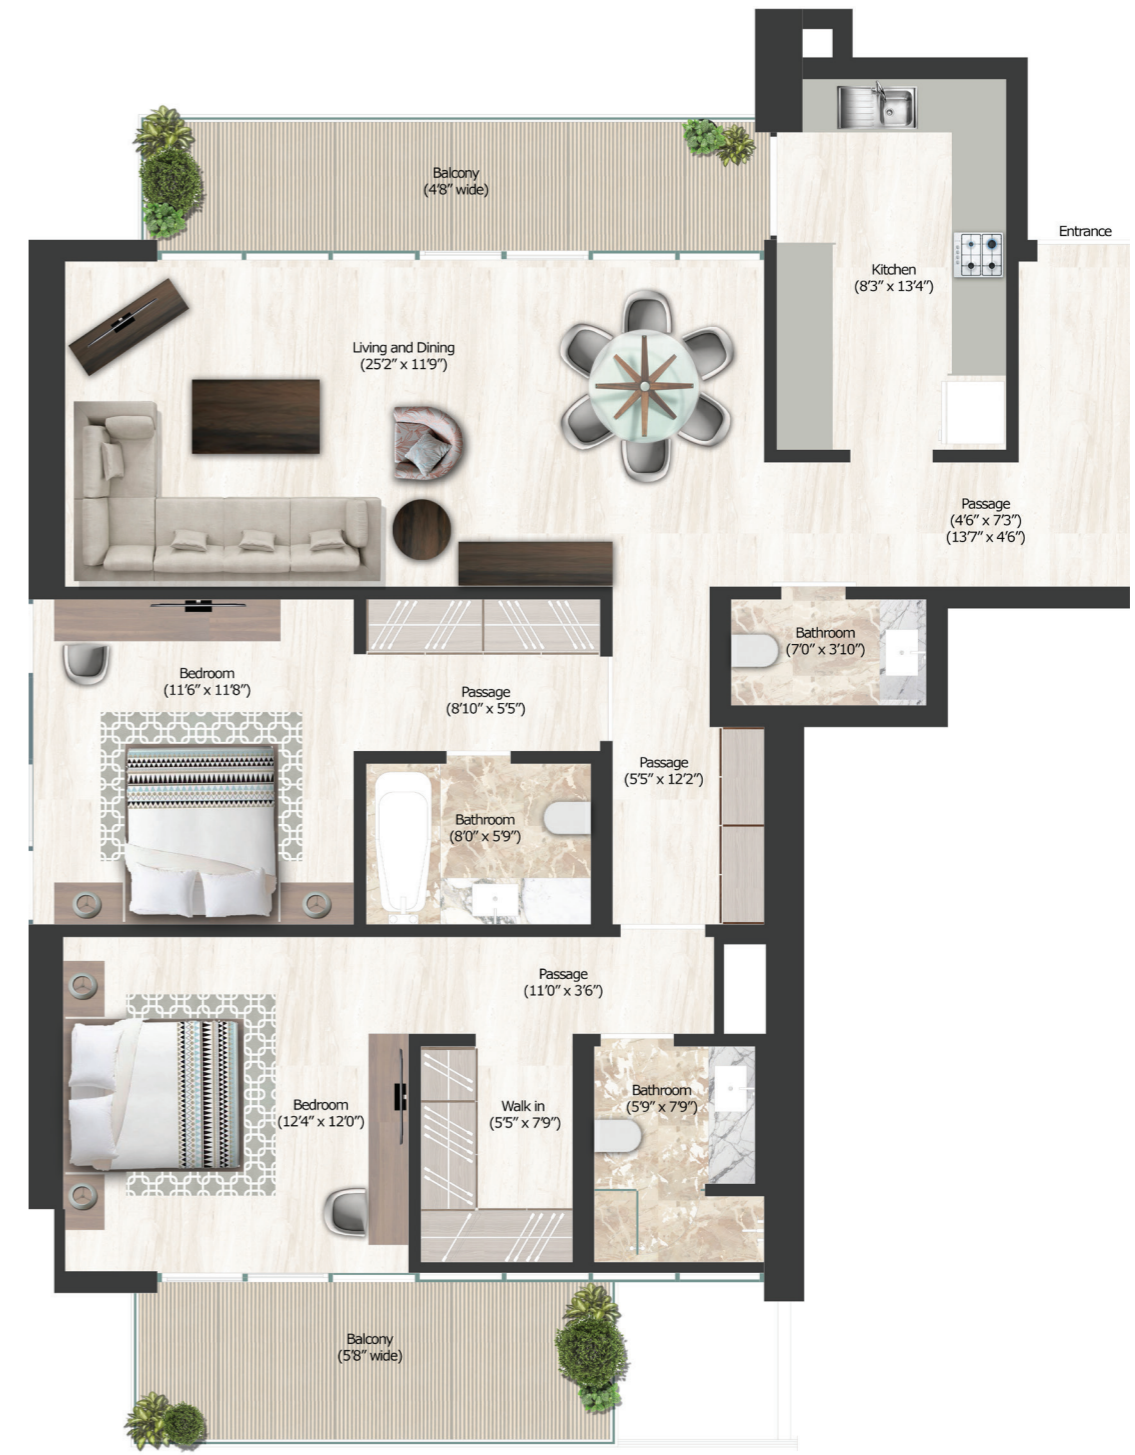 Balcony
(4'8" wide)
Entrance
Kitchen
(8'3" x 13'4")
Living and Dining
(25'2" x 11'9")
Passage
(4'6" x 7'3")
(13'7" x 4'6")
Bathroom
(7'0" x 3'10")
Bedroom
(11'6" x 11'8")
Passage
(8'10" x 5'5")
Passage
(5'5" x 12'2")
Bathroom
(8'0" x 5'9")
Passage
(11'0" x 3'6")
Bedroom
(12'4" x 12'0")
Walk in
(5'5" x 7'9")
Bathroom
(5'9" x 7'9")
Balcony
(5'8" wide)